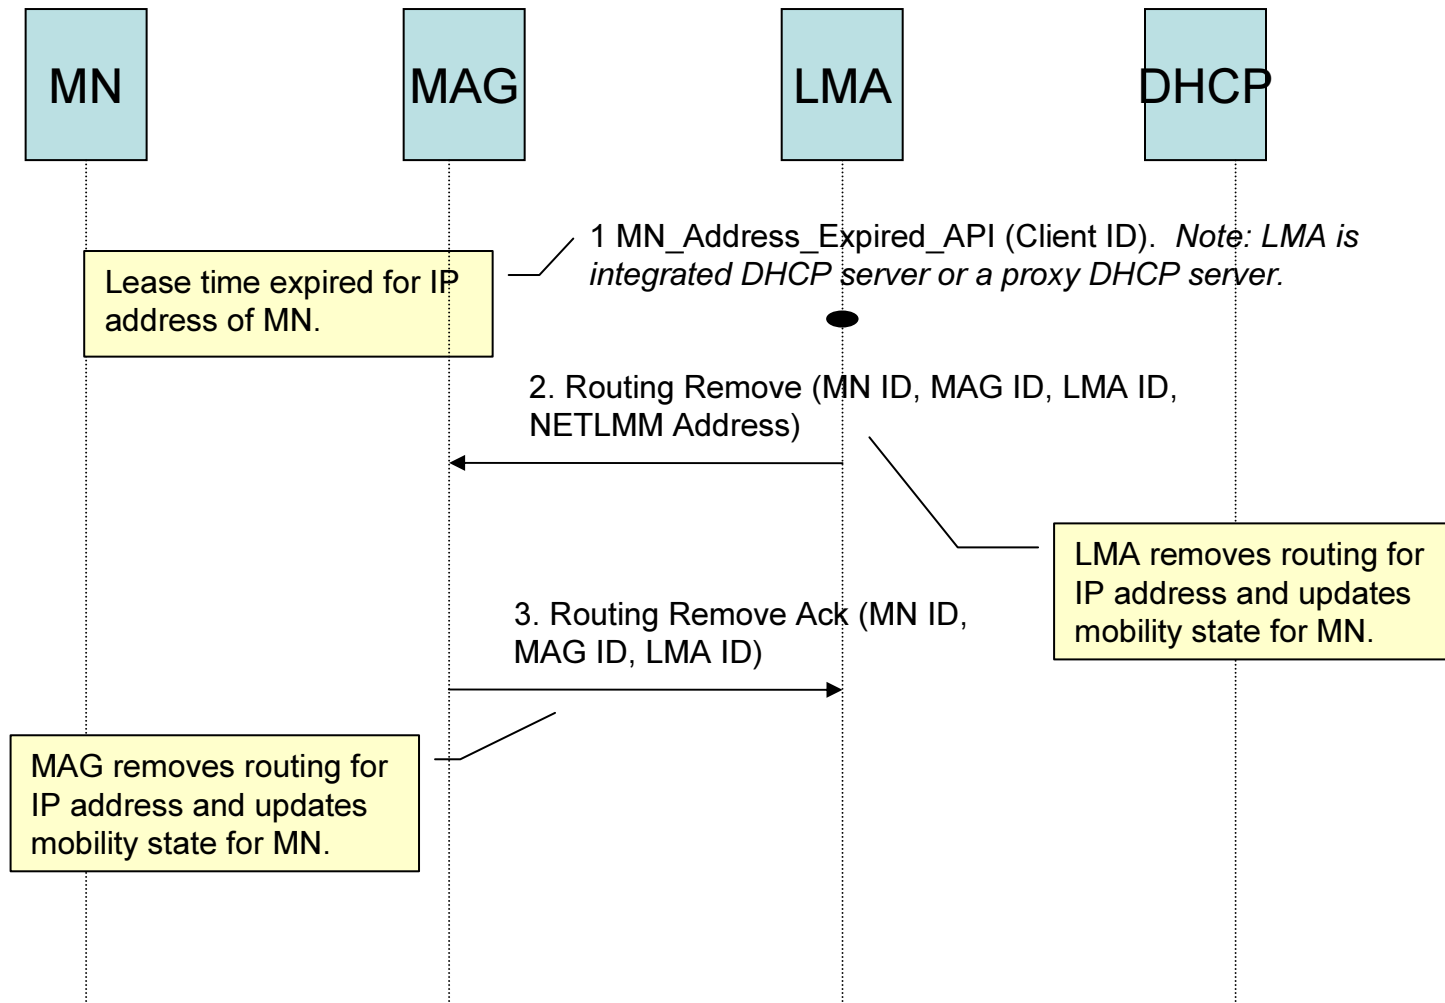 MN
MAG
LMA
DHCP
1 MN_Address_Expired_API (Client ID). Note: LMA is
integrated DHCP server or a proxy DHCP server.
Lease time expired for IP
address of MN.
2. Routing Remove (MN ID, MAG ID, LMA ID,
NETLMM Address)
LMA removes routing for
IP address and updates
mobility state for MN.
3. Routing Remove Ack (MN ID,
MAG ID, LMA ID)
MAG removes routing for
IP address and updates
mobility state for MN.